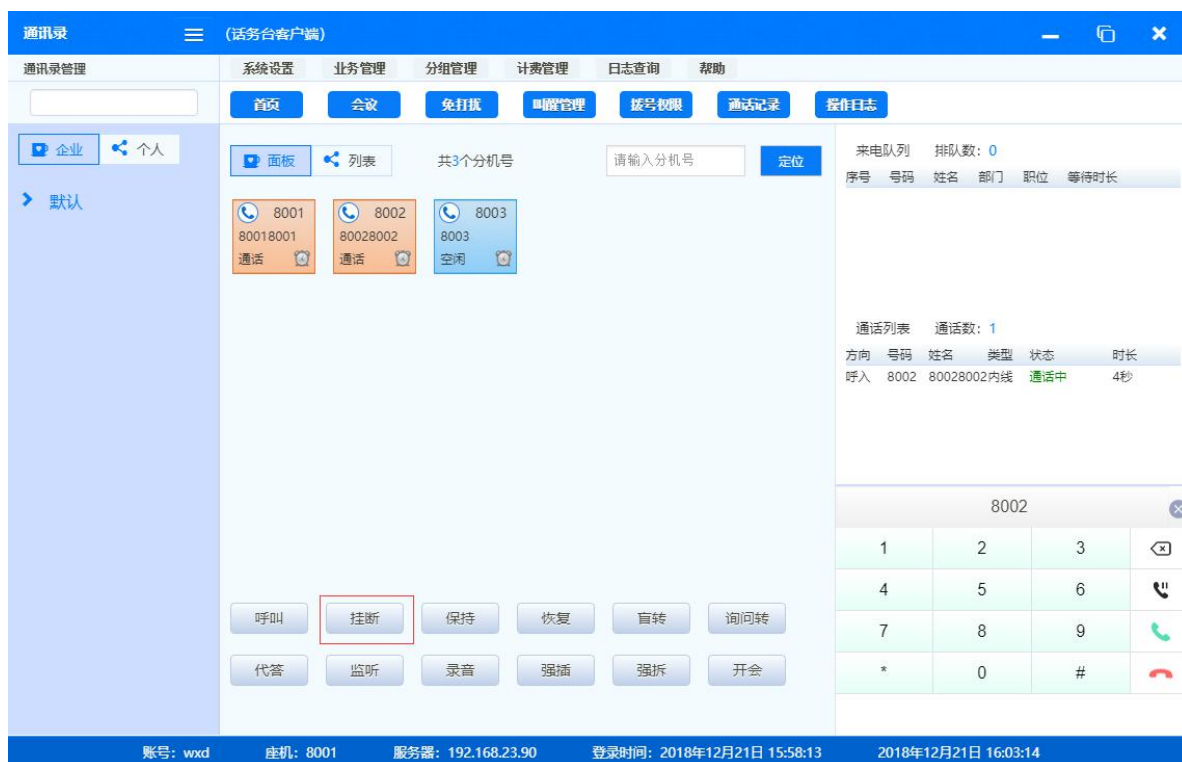 通讯录 (话务台客户端)
通讯录管理 系统设置 业务管理 分组管理 计费管理 日志查询 帮助
首页 会议 免打扰 叫醒管理 拨号权限 通话记录 操作日志
企业 个人
默认
面板 列表 共3个分机号 请输入分机号 定位
8001 8002 8003
80018001 80028002 8003
通话 通话 空闲
呼叫 挂断 保持 恢复 盲转 询问转
代答 监听 录音 强插 强拆 开会
来电队列 排队数: 0
序号 号码 姓名 部门 职位 等待时长
通话列表 通话数: 1
方向 号码 姓名 类型 状态 时长
呼入 8002 80028002内线 通话中 4秒
8002
1 2 3
4 5 6
7 8 9
* 0 #
账号: wxd 座机: 8001 服务器: 192.168.23.90 登录时间: 2018年12月21日 15:58:13 2018年12月21日 16:03:14